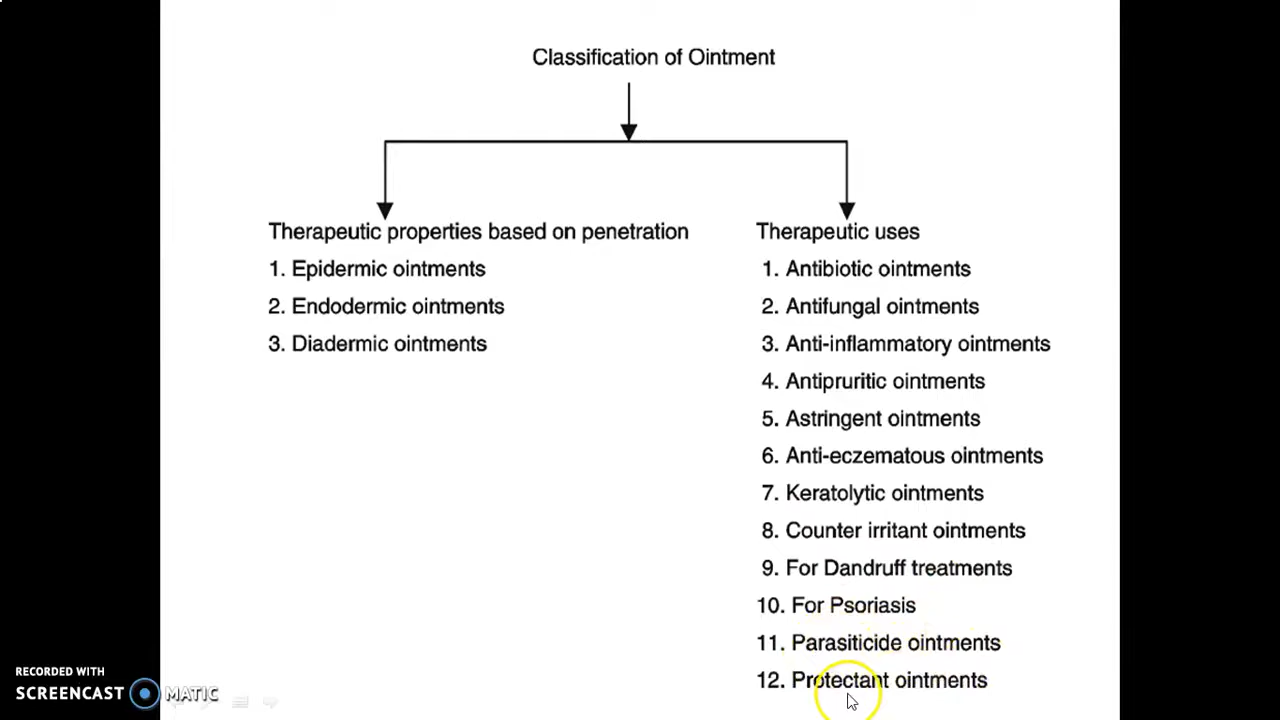 Classification of Ointment
Therapeutic properties based on penetration
1. Epidermic ointments
2. Endodermic ointments
3. Diadermic ointments
Therapeutic uses
1. Antibiotic ointments
2. Antifungal ointments
3. Anti-inflammatory ointments
4. Antipruritic ointments
5. Astringent ointments
6. Anti-eczematous ointments
7. Keratolytic ointments
8. Counter irritant ointments
9. For Dandruff treatments
10. For Psoriasis
11. Parasiticide ointments
12. Protectant ointments
RECORDED WITH
SCREENCAST MATIC